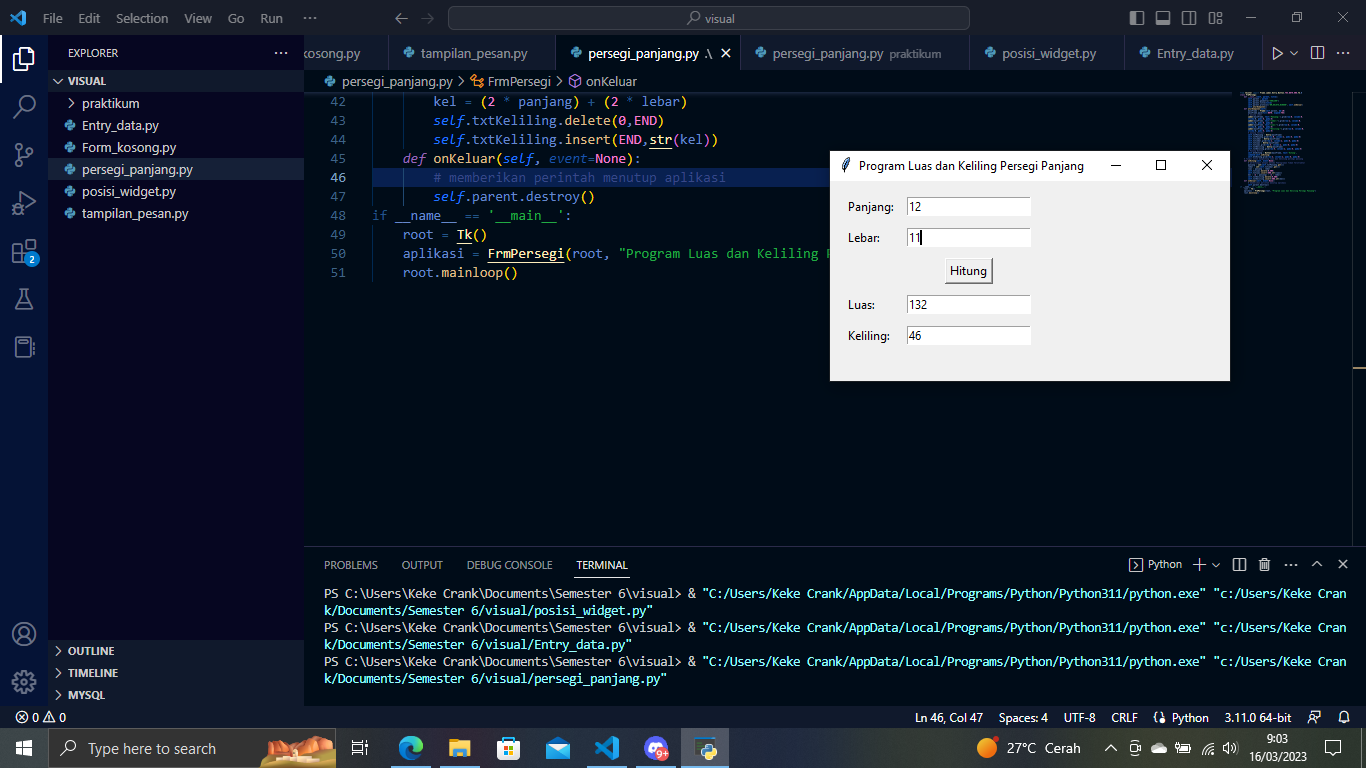 File Edit Selection View Go Run ···
visual
EXPLORER
VISUAL
praktikum
Entry_data.py
Form_kosong.py
persegi_panjang.py
posisi_widget.py
tampilan_pesan.py
OUTLINE
TIMELINE
MYSQL
2
kosong.py tampilan_pesan.py persegi_panjang.py .\ persegi_panjang.py praktikum posisi_widget.py Entry_data.py
persegi_panjang.py > FrmPersegi > onKeluar
42 kel = (2 * panjang) + (2 * lebar)
43 self.txtKeliling.delete(0,END)
44 self.txtKeliling.insert(END,str(kel))
45 def onKeluar(self, event=None):
46 # memberikan perintah menutup aplikasi
47 self.parent.destroy()
48 if __name__ == '__main__':
49 root = Tk()
50 aplikasi = FrmPersegi(root, "Program Luas dan Keliling P
51 root.mainloop()
Program Luas dan Keliling Persegi Panjang
Panjang: 12
Lebar: 11
Hitung
Luas: 132
Keliling: 46
PROBLEMS OUTPUT DEBUG CONSOLE TERMINAL
Python
PS C:\Users\Keke Crank\Documents\Semester 6\visual> & "C:/Users/Keke Crank/AppData/Local/Programs/Python/Python311/python.exe" "c:/Users/Keke Cran
k/Documents/Semester 6/visual/posisi_widget.py"
PS C:\Users\Keke Crank\Documents\Semester 6\visual> & "C:/Users/Keke Crank/AppData/Local/Programs/Python/Python311/python.exe" "c:/Users/Keke Cran
k/Documents/Semester 6/visual/Entry_data.py"
PS C:\Users\Keke Crank\Documents\Semester 6\visual> & "C:/Users/Keke Crank/AppData/Local/Programs/Python/Python311/python.exe" "c:/Users/Keke Cran
k/Documents/Semester 6/visual/persegi_panjang.py"
0 0
Ln 46, Col 47 Spaces: 4 UTF-8 CRLF Python 3.11.0 64-bit
Type here to search
9+
27°C Cerah
9:03
16/03/2023